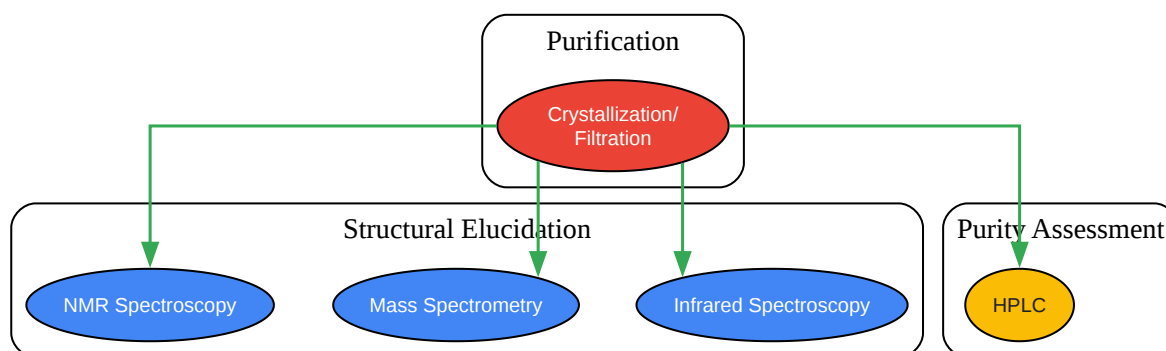 Purification
Crystallization/
Filtration
Structural Elucidation
Purity Assessment
NMR Spectroscopy
Mass Spectrometry
Infrared Spectroscopy
HPLC